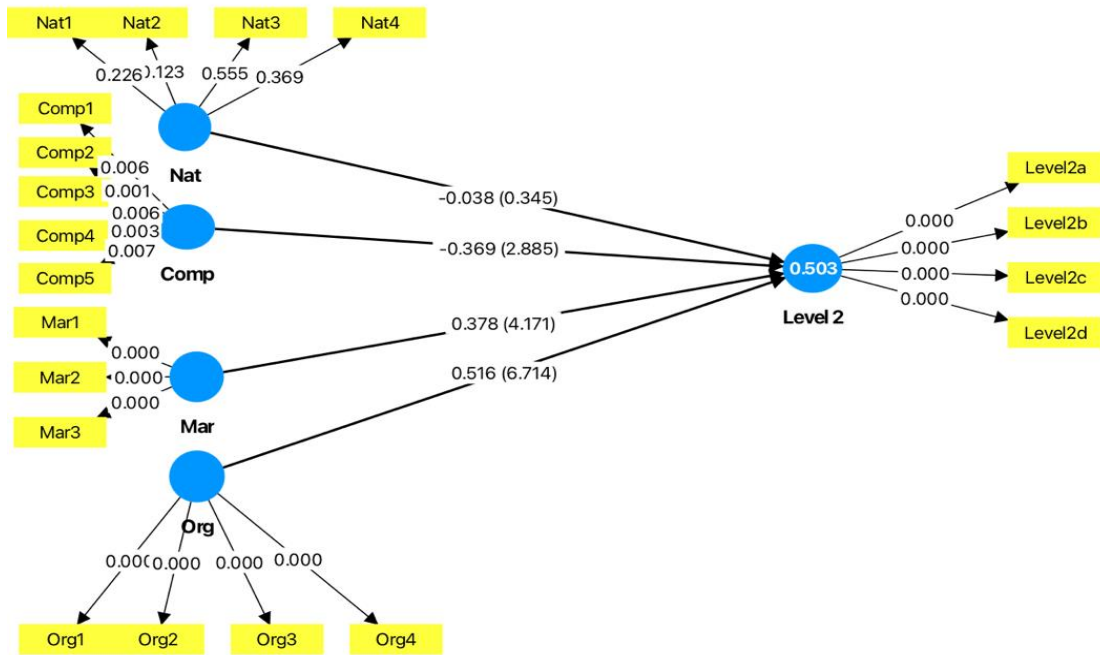 Nat1 Nat2 Nat3 Nat4
0.226 0.123 0.555 0.369
Nat
Comp1
Comp2
Comp3
Comp4
Comp5
0.006
0.001
0.006
0.003
0.007
Comp
Mar1
Mar2
Mar3
0.000
0.000
0.000
Mar
Org
0.000 0.000 0.000 0.000
Org1 Org2 Org3 Org4
-0.038 (0.345)
-0.369 (2.885)
0.378 (4.171)
0.516 (6.714)
0.503
Level 2
0.000
0.000
0.000
0.000
Level2a
Level2b
Level2c
Level2d